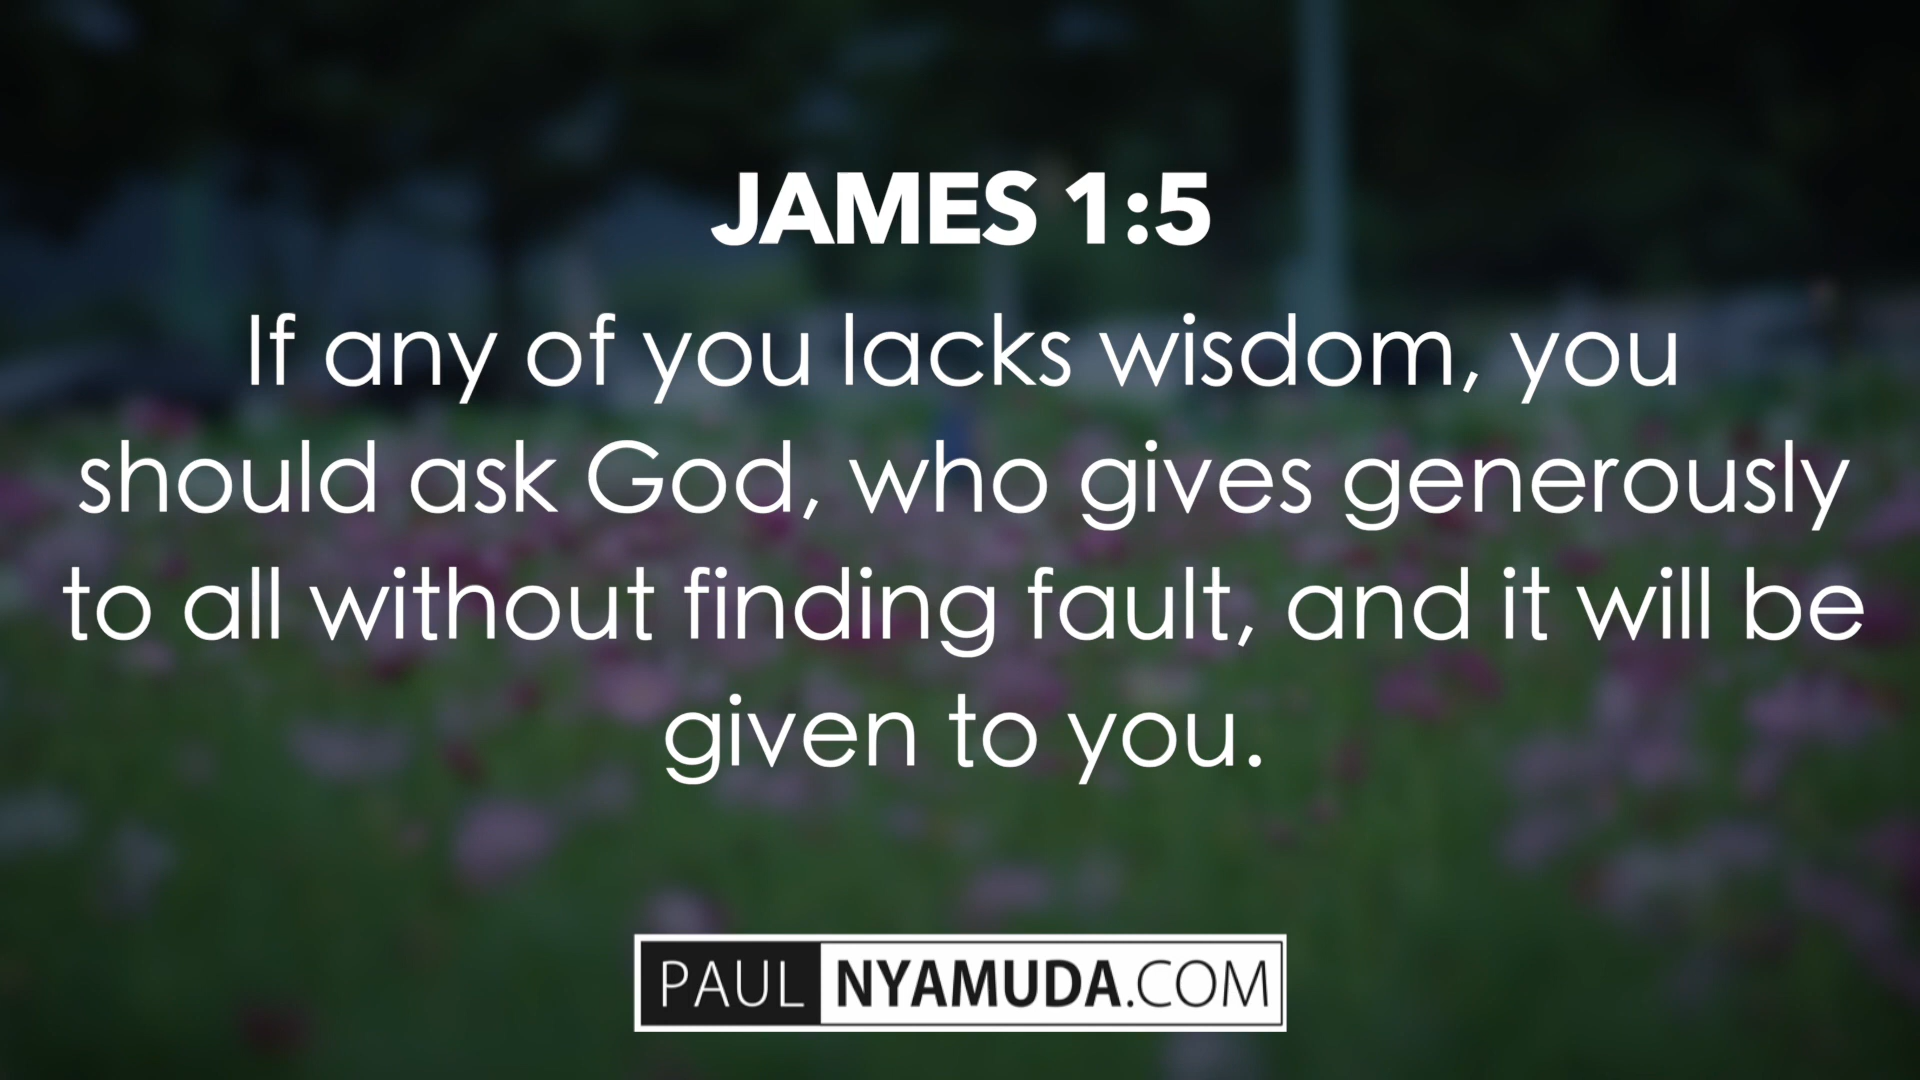 JAMES 1:5
If any of you lacks wisdom, you
should ask God, who gives generously
to all without finding fault, and it will be
given to you.
PAUL NYAMUDA.COM